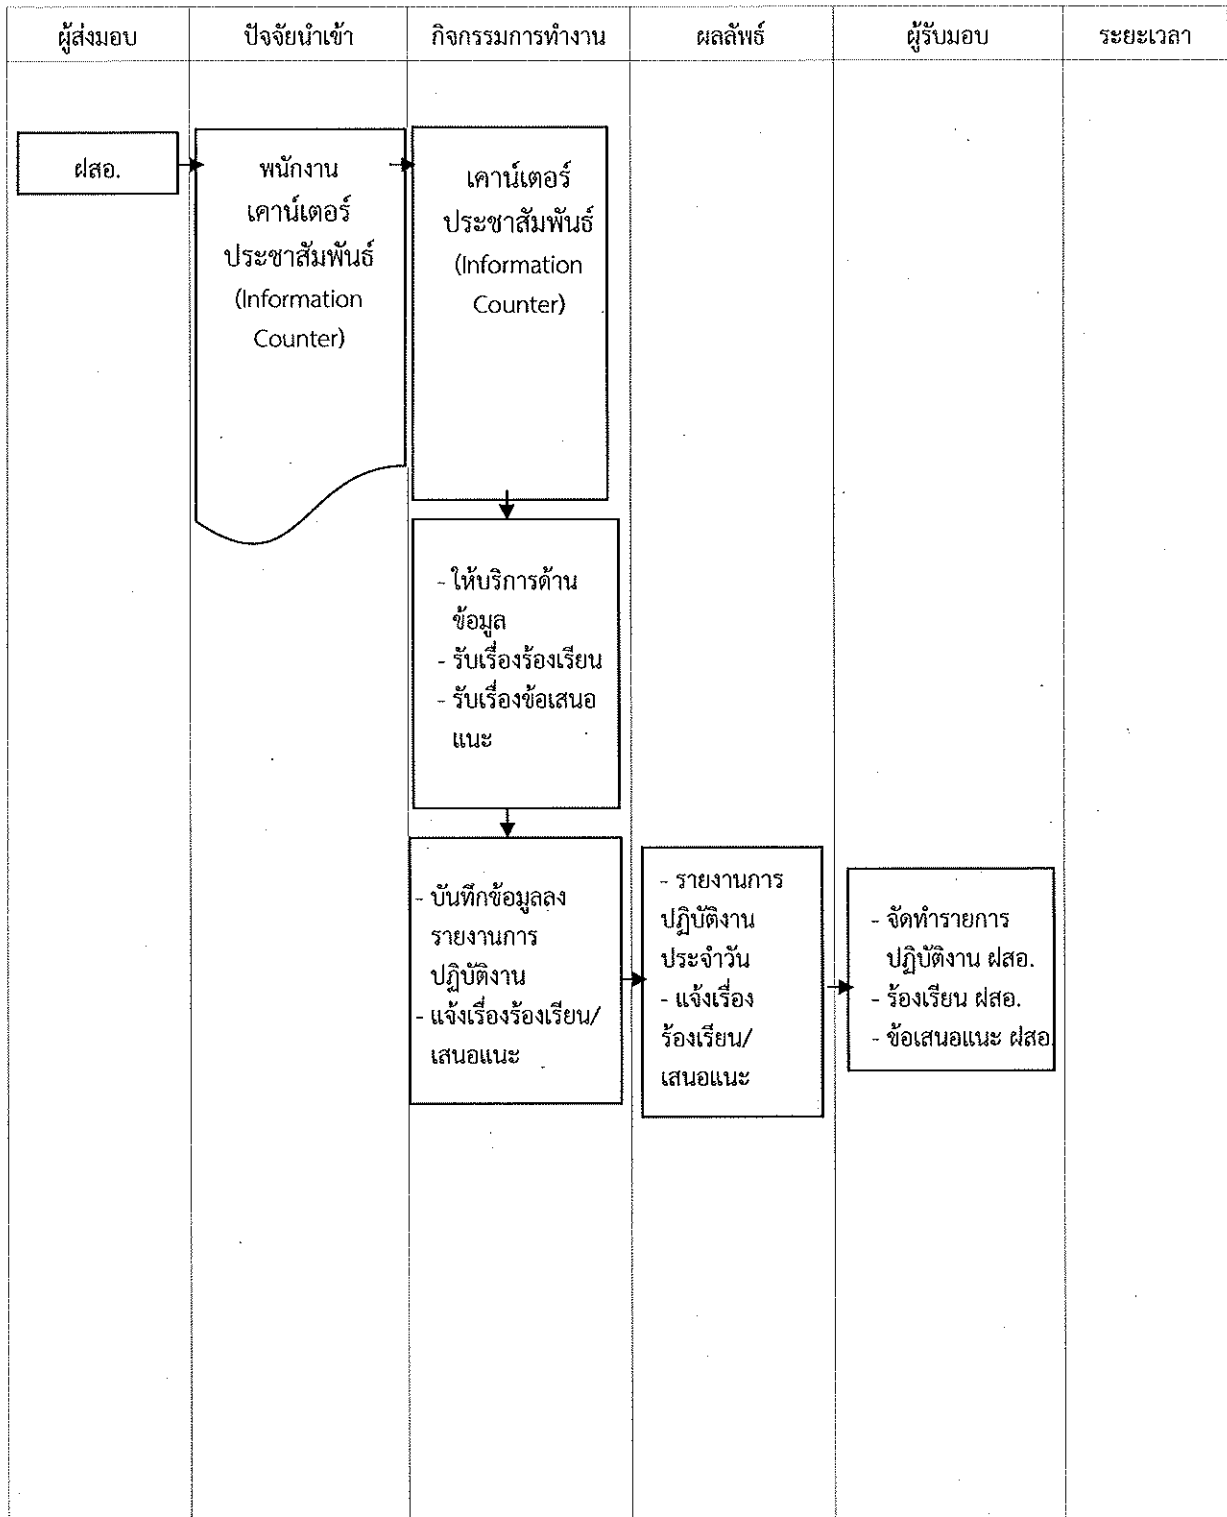 ผู้ส่งมอบ
ปัจจัยนำเข้า
กิจกรรมการทำงาน
ผลลัพธ์
ผู้รับมอบ
ระยะเวลา
ฝสอ.
พนักงาน
เคาน์เตอร์
ประชาสัมพันธ์
(Information
Counter)
เคาน์เตอร์
ประชาสัมพันธ์
(Information
Counter)
- ให้บริการด้าน
ข้อมูล
- รับเรื่องร้องเรียน
- รับเรื่องข้อเสนอ
แนะ
- บันทึกข้อมูลลง
รายงานการ
ปฏิบัติงาน
- แจ้งเรื่องร้องเรียน/
เสนอแนะ
- รายงานการ
ปฏิบัติงาน
ประจำวัน
- แจ้งเรื่อง
ร้องเรียน/
เสนอแนะ
- จัดทำรายการ
ปฏิบัติงาน ฝสอ.
- ร้องเรียน ฝสอ.
- ข้อเสนอแนะ ฝสอ.